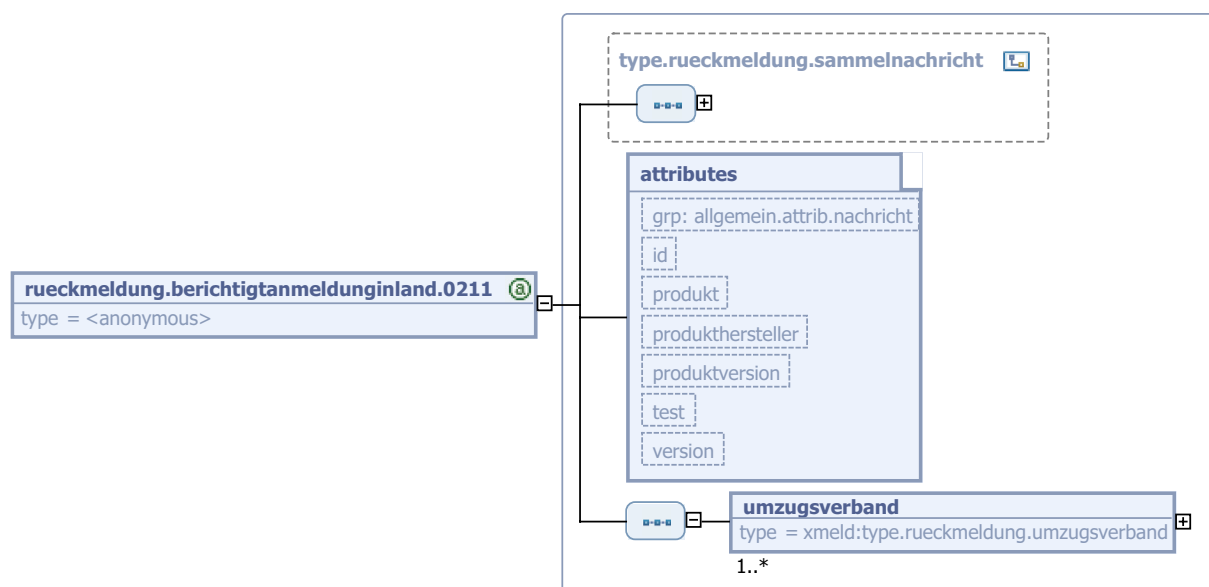 type.rueckmeldung.sammelnachricht
attributes
grp: allgemein.attrib.nachricht
id
produkt
rueckmeldung.berichtigtanmeldunginland.0211 a
type = <anonymous>
produkthersteller
produktversion
test
version
umzugsverband
type = xmeld:type.rueckmeldung.umzugsverband
1..*